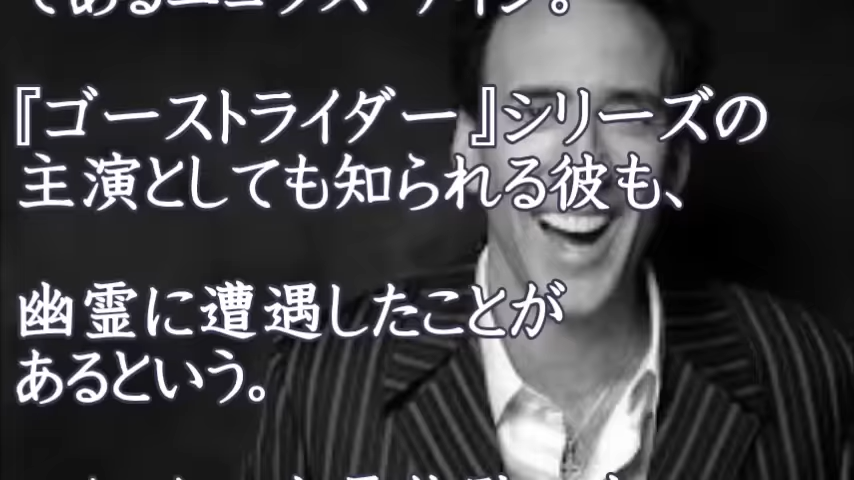 『ゴーストライダー』シリーズの
主演としても知られる彼も、
幽霊に遭遇したことが
あるという。